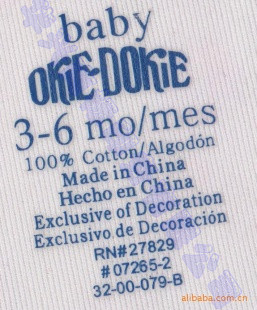 baby
OKIE-DOKIE
3-6 mo/mes
100% Cotton/Algodón
Made in China
Hecho en China
Exclusive of Decoration
Exclusivo de Decoración
RN#27829
# 07265-2
32-00-079-B
alibaba.com.cn